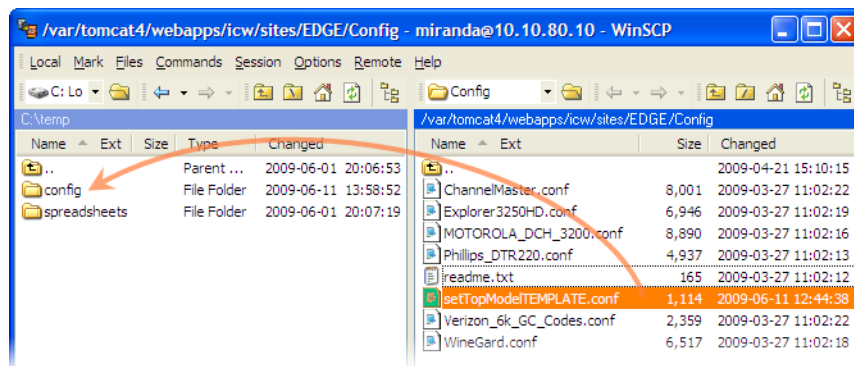 /var/tomcat4/webapps/icw/sites/EDGE/Config - miranda@10.10.80.10 - WinSCP
Local Mark Files Commands Session Options Remote Help
C: Lo
Config
C:\temp
/var/tomcat4/webapps/icw/sites/EDGE/Config
Name Ext Size Type Changed
Name Ext Size Changed
.. Parent ... 2009-06-01 20:06:53
config File Folder 2009-06-11 13:58:52
spreadsheets File Folder 2009-06-01 20:07:19
.. 2009-04-21 15:10:15
ChannelMaster.conf 8,001 2009-03-27 11:02:22
Explorer3250HD.conf 6,946 2009-03-27 11:02:19
MOTOROLA_DCH_3200.conf 8,890 2009-03-27 11:02:16
Phillips_DTR220.conf 4,937 2009-03-27 11:02:13
readme.txt 165 2009-03-27 11:02:12
setTopModelTEMPLATE.conf 1,114 2009-06-11 12:44:38
Verizon_6k_GC_Codes.conf 2,359 2009-03-27 11:02:22
WineGard.conf 6,517 2009-03-27 11:02:18